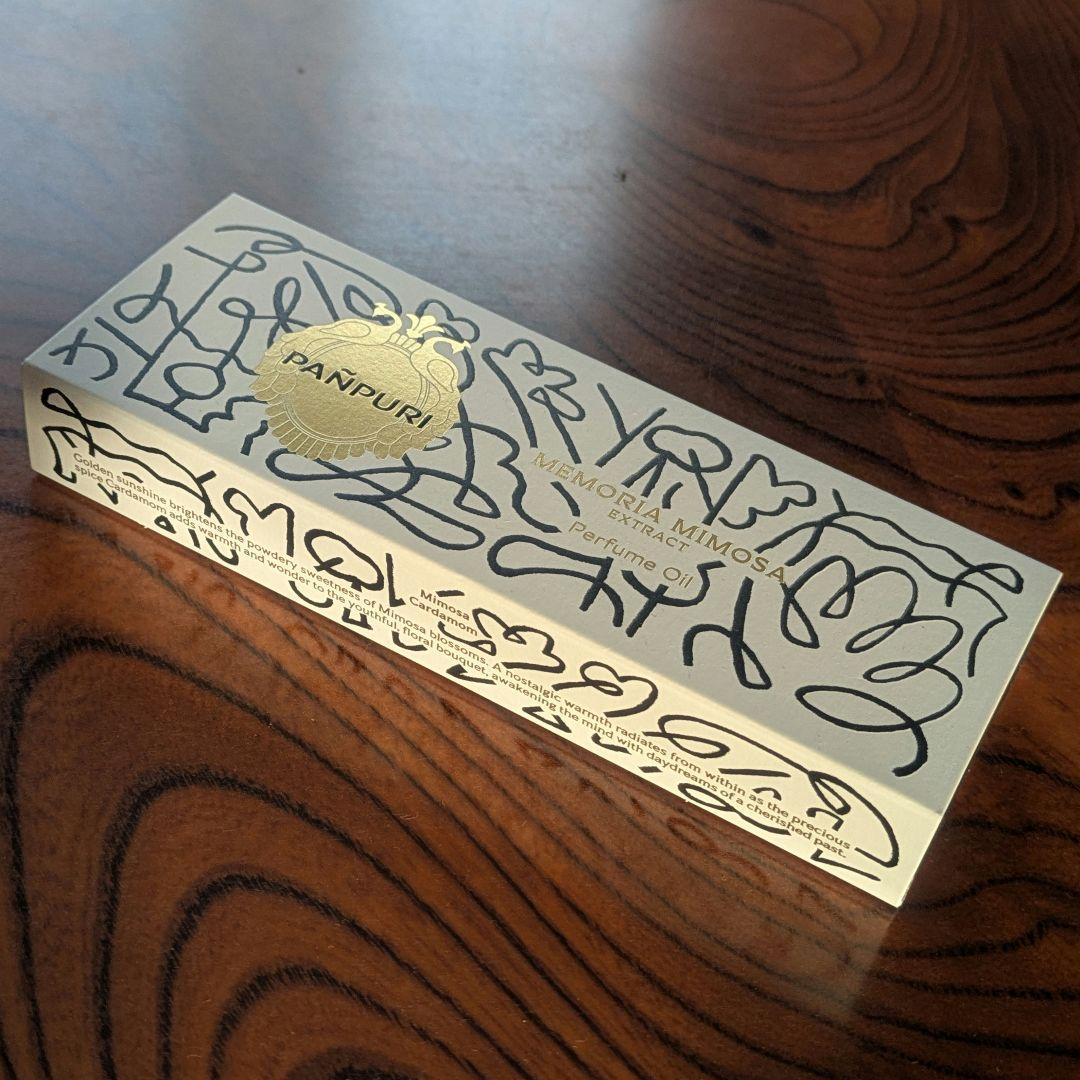 PAÑPURI
MEMORIA MIMOSA
EXTRACT
Perfume Oil
Mimosa
Cardamom
Golden sunshine brightens the powdery sweetness of Mimosa blossoms. A nostalgic warmth radiates from within as the precious
spice Cardamom adds warmth and wonder to the youthful, floral bouquet, awakening the mind with daydreams of a cherished past.